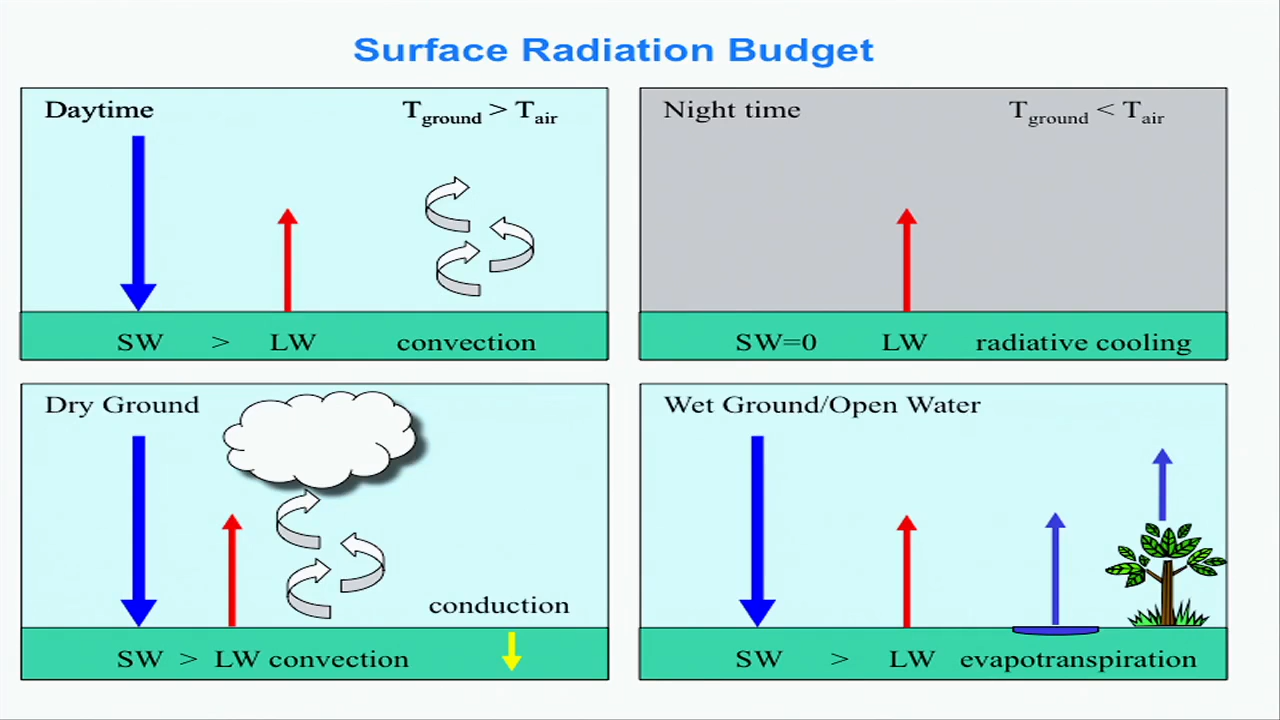 Surface Radiation Budget
Daytime
Tground > Tair
SW > LW convection
Night time
Tground < Tair
SW=0 LW radiative cooling
Dry Ground
conduction
SW > LW convection
Wet Ground/Open Water
SW > LW evapotranspiration